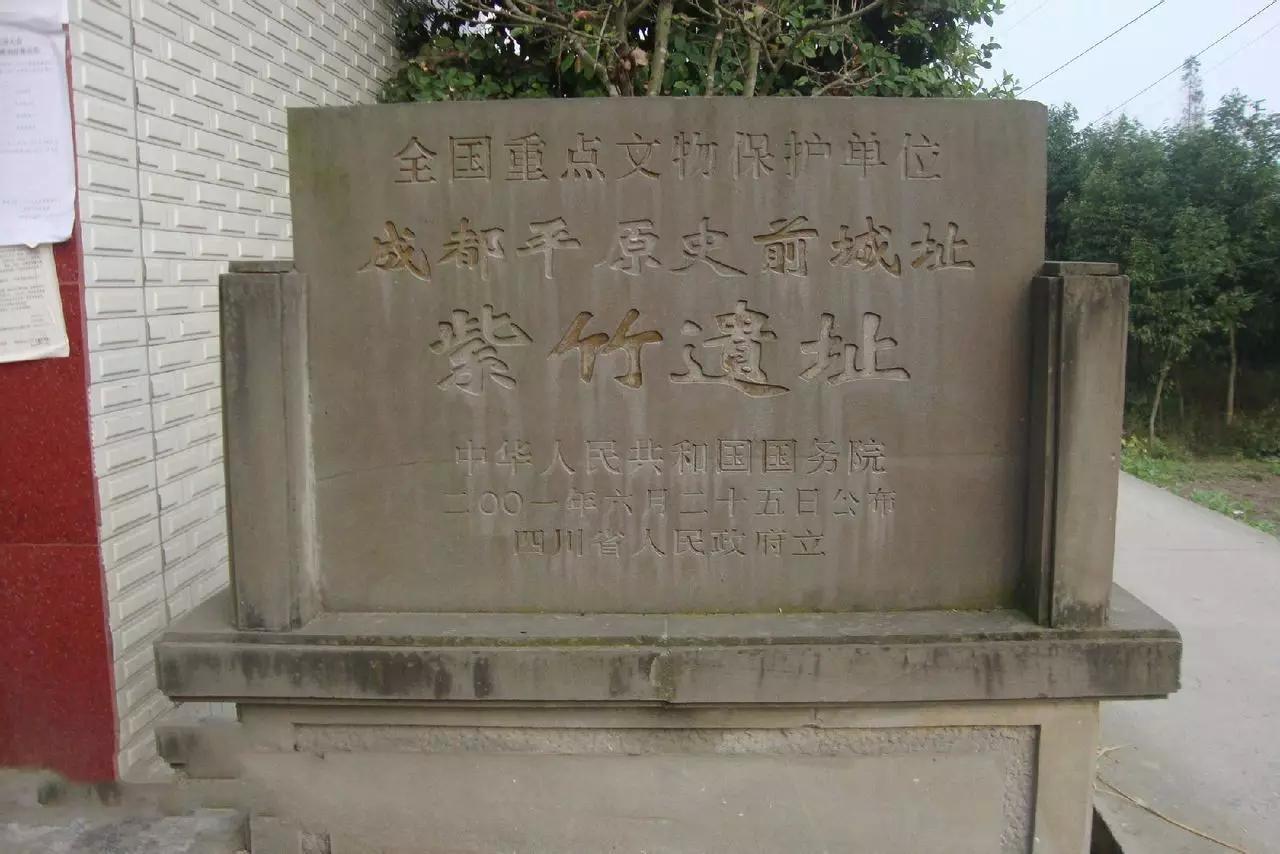 全国重点文物保护单位
成都平原史前城址
紫竹遺址
中华人民共和国国务院
二〇〇一年六月二十五日公布
四川省人民政府立